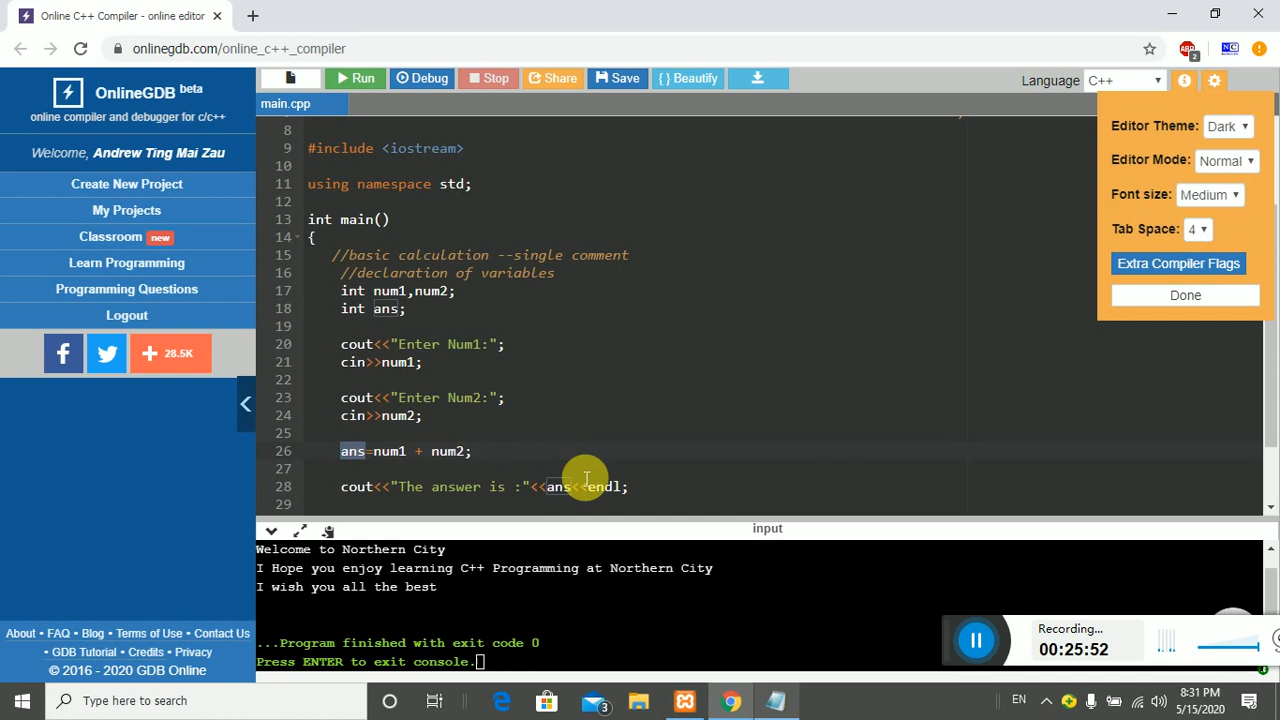 Online C++ Compiler - online editor
onlinegdb.com/online_c++_compiler
ABP
2
NC
OnlineGDB beta
online compiler and debugger for c/c++
Welcome, Andrew Ting Mai Zau
Create New Project
My Projects
Classroom new
Learn Programming
Programming Questions
Logout
28.5K
About • FAQ • Blog • Terms of Use • Contact Us
• GDB Tutorial • Credits • Privacy
© 2016 - 2020 GDB Online
Run
Debug
Stop
Share
Save
{ } Beautify
Language C++
main.cpp
Editor Theme: Dark
Editor Mode: Normal
Font size: Medium
Tab Space: 4
Extra Compiler Flags
Done
8
9 #include <iostream>
10
11 using namespace std;
12
13 int main()
14 {
15 //basic calculation --single comment
16 //declaration of variables
17 int num1,num2;
18 int ans;
19
20 cout<<"Enter Num1:";
21 cin>>num1;
22
23 cout<<"Enter Num2:";
24 cin>>num2;
25
26 ans=num1 + num2;
27
28 cout<<"The answer is :"<<ans<<endl;
29
input
Welcome to Northern City
I Hope you enjoy learning C++ Programming at Northern City
I wish you all the best
...Program finished with exit code 0
Press ENTER to exit console.
Recording...
00:25:52
Type here to search
3
EN
8:31 PM
5/15/2020